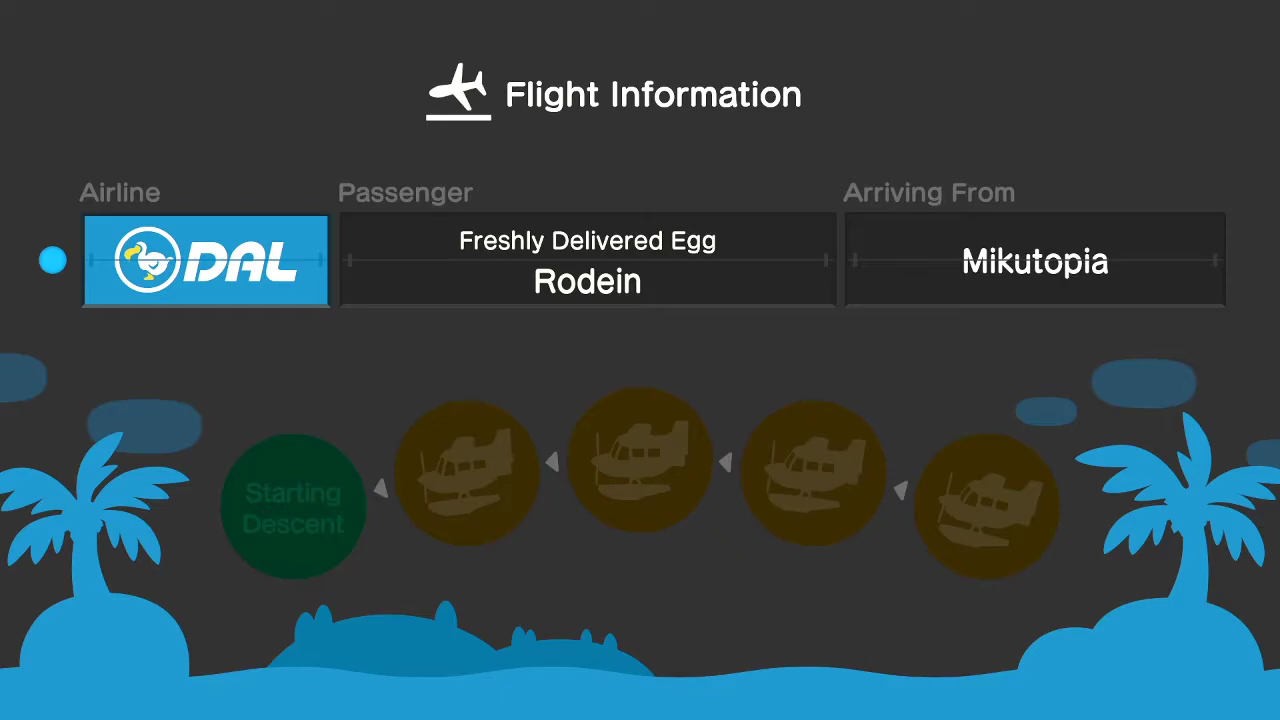 Flight Information
Airline
Passenger
Arriving From
DAL
Freshly Delivered Egg
Rodein
Mikutopia
Starting
Descent